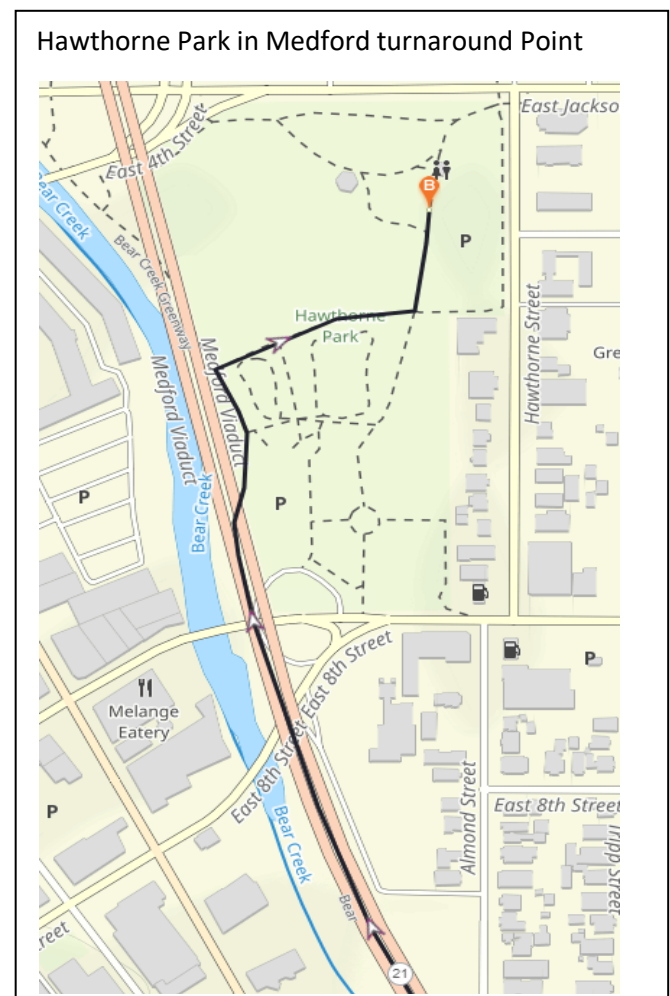 Hawthorne Park in Medford turnaround Point
East Jackso
East 4th Street
Bear Creek
B
P
Bear Creek Greenway
Hawthorne
Park
Hawthorne Street
Medford Viaduct
Medford Viaduct
Gre
P
P
Bear Creek
East 8th Street
East 8th Street
P
Melange
Eatery
P
Almond Street
East 8th Street
Bear Creek
Tripp Street
Bear
reet
21